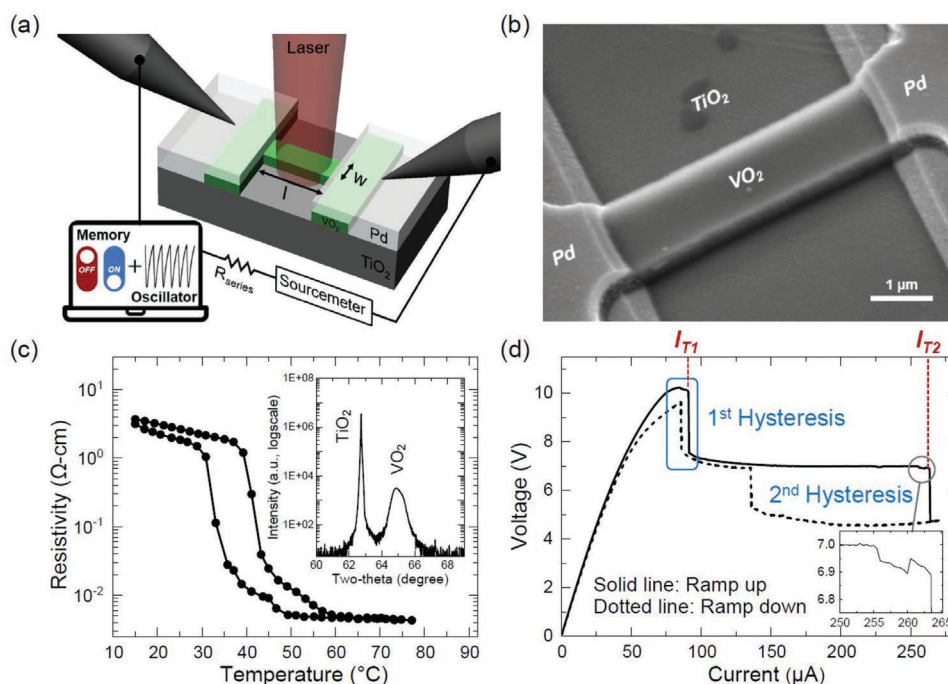 (a)
Laser
w
l
VO2
Pd
TiO2
Memory
OFF
ON
+
Oscillator
Rseries
Sourcemeter
(b)
TiO2
Pd
VO2
Pd
1 μm
(c)
Resistivity (Ω-cm)
10⁰
10⁻¹
10⁻²
10 20 30 40 50 60 70 80 90
Temperature (°C)
Intensity (a.u., logscale)
1E+08
1E+06
1E+04
1E+02
TiO2
VO2
60 62 64 66 68
Two-theta (degree)
(d)
IT1
IT2
Voltage (V)
10
8
6
4
2
0
1st Hysteresis
2nd Hysteresis
Solid line: Ramp up
Dotted line: Ramp down
7.0
6.9
6.8
250 255 260 265
0 25 50 75 100 150 200 250
Current (μA)